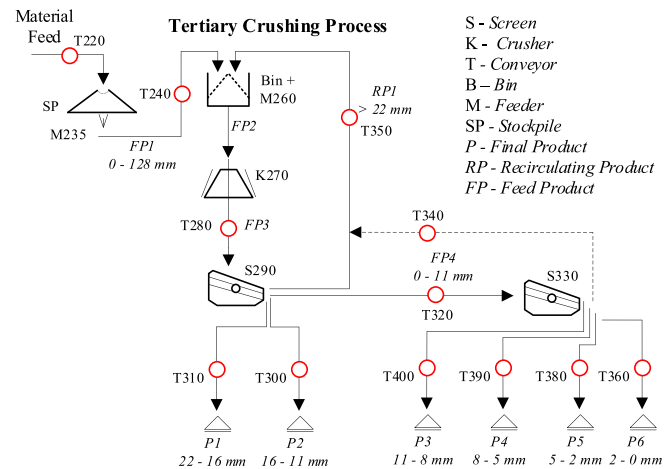 Tertiary Crushing Process
Material
Feed
T220
SP
M235
FP1
0 - 128 mm
T240
Bin +
M260
FP2
K270
T280
FP3
RP1
> 22 mm
T350
S - Screen
K - Crusher
T - Conveyor
B – Bin
M - Feeder
SP - Stockpile
P - Final Product
RP - Recirculating Product
FP - Feed Product
T340
S290
FP4
0 - 11 mm
T320
S330
T310
T300
T400
T390
T380
T360
P1
22 - 16 mm
P2
16 - 11 mm
P3
11 - 8 mm
P4
8 - 5 mm
P5
5 - 2 mm
P6
2 - 0 mm